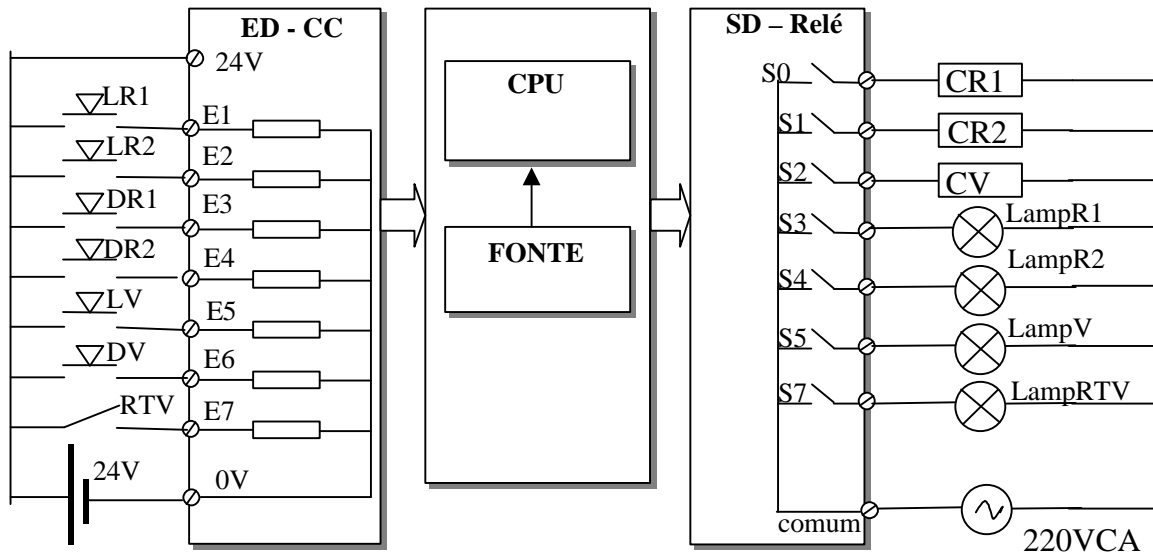 ED - CC
24V
LR1
E1
LR2
E2
DR1
E3
DR2
E4
LV
E5
DV
E6
RTV
E7
24V
0V
CPU
FONTE
SD – Relé
S0
CR1
S1
CR2
S2
CV
S3
LampR1
S4
LampR2
S5
LampV
S7
LampRTV
comum
220VCA